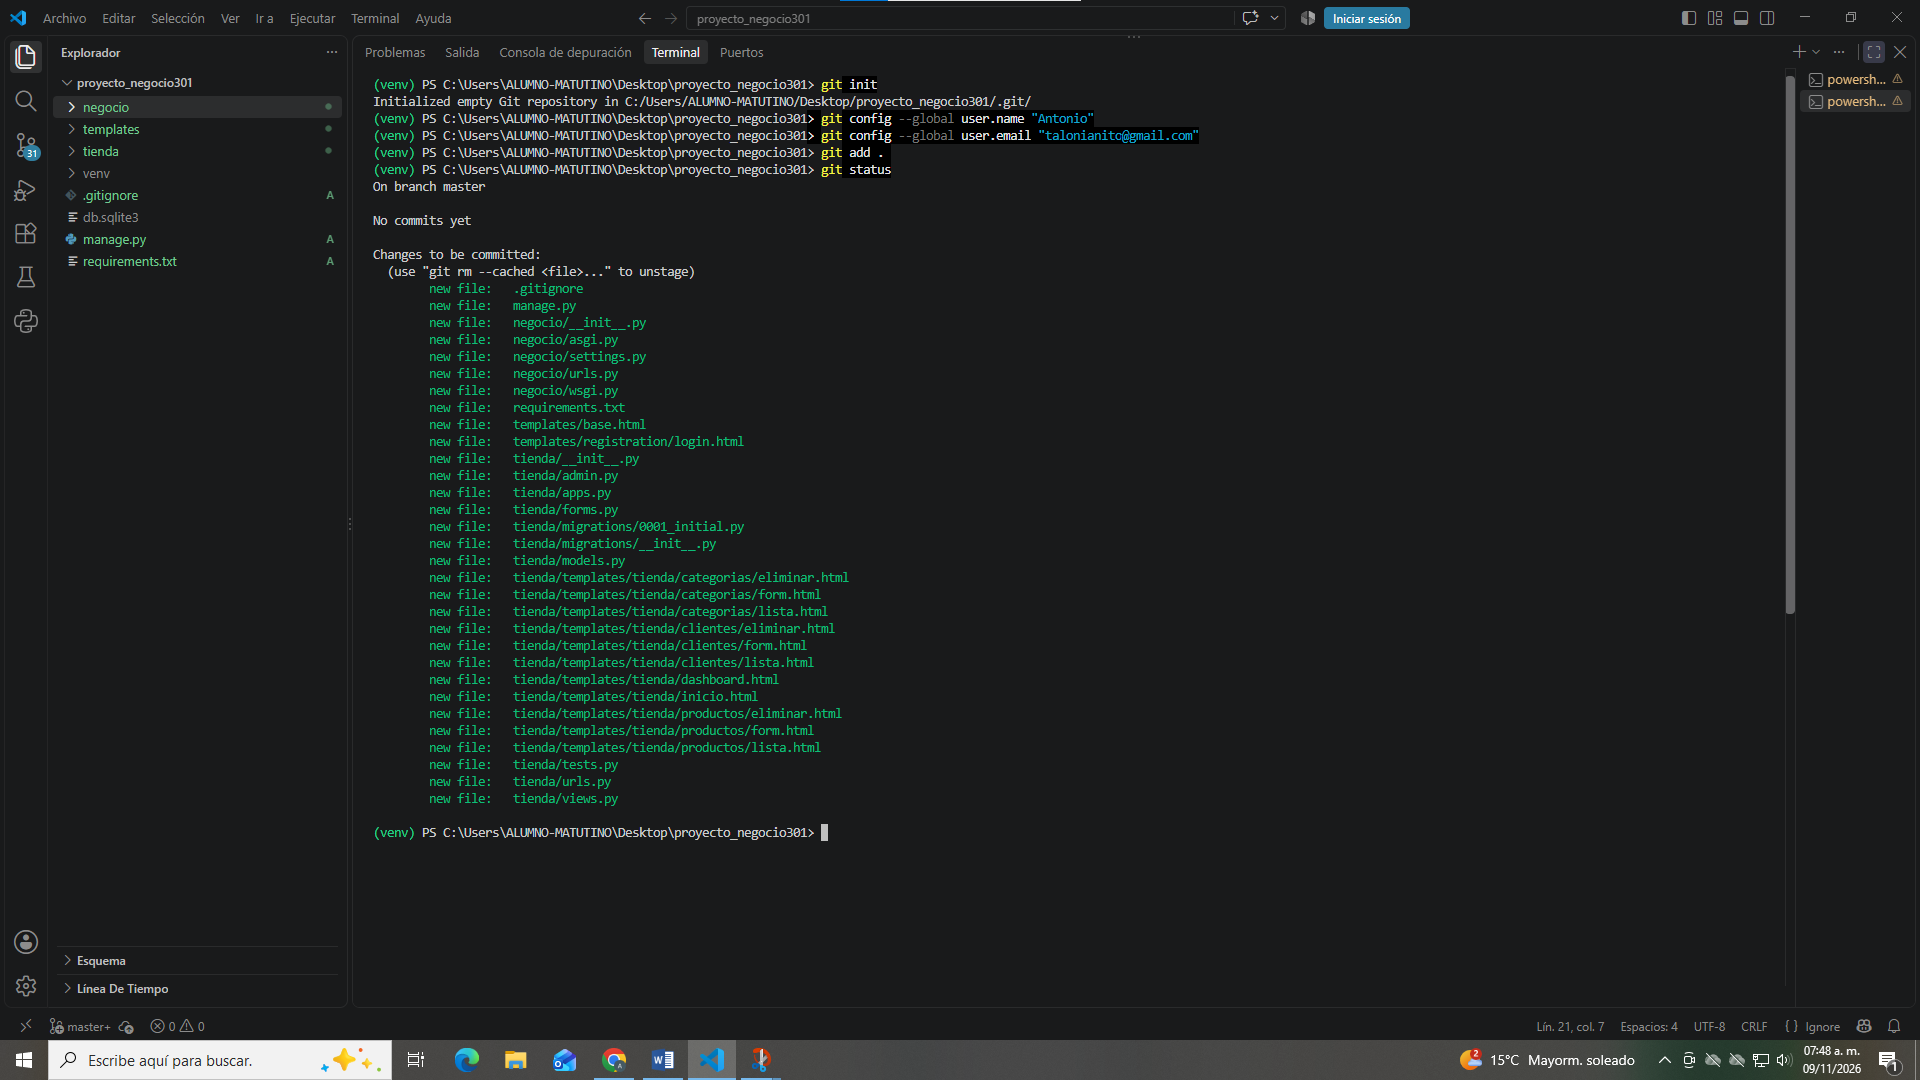 Archivo Editar Selección Ver Ir a Ejecutar Terminal Ayuda
proyecto_negocio301
Iniciar sesión
Explorador
Problemas Salida Consola de depuración Terminal Puertos
proyecto_negocio301
negocio
templates
tienda
venv
.gitignore A
db.sqlite3
manage.py A
requirements.txt A
31
(venv) PS C:\Users\ALUMNO-MATUTINO\Desktop\proyecto_negocio301> git init
Initialized empty Git repository in C:/Users/ALUMNO-MATUTINO/Desktop/proyecto_negocio301/.git/
(venv) PS C:\Users\ALUMNO-MATUTINO\Desktop\proyecto_negocio301> git config --global user.name "Antonio"
(venv) PS C:\Users\ALUMNO-MATUTINO\Desktop\proyecto_negocio301> git config --global user.email "talonianito@gmail.com"
(venv) PS C:\Users\ALUMNO-MATUTINO\Desktop\proyecto_negocio301> git add .
(venv) PS C:\Users\ALUMNO-MATUTINO\Desktop\proyecto_negocio301> git status
On branch master
No commits yet
Changes to be committed:
(use "git rm --cached <file>..." to unstage)
new file: .gitignore
new file: manage.py
new file: negocio/__init__.py
new file: negocio/asgi.py
new file: negocio/settings.py
new file: negocio/urls.py
new file: negocio/wsgi.py
new file: requirements.txt
new file: templates/base.html
new file: templates/registration/login.html
new file: tienda/__init__.py
new file: tienda/admin.py
new file: tienda/apps.py
new file: tienda/forms.py
new file: tienda/migrations/0001_initial.py
new file: tienda/migrations/__init__.py
new file: tienda/models.py
new file: tienda/templates/tienda/categorias/eliminar.html
new file: tienda/templates/tienda/categorias/form.html
new file: tienda/templates/tienda/categorias/lista.html
new file: tienda/templates/tienda/clientes/eliminar.html
new file: tienda/templates/tienda/clientes/form.html
new file: tienda/templates/tienda/clientes/lista.html
new file: tienda/templates/tienda/dashboard.html
new file: tienda/templates/tienda/inicio.html
new file: tienda/templates/tienda/productos/eliminar.html
new file: tienda/templates/tienda/productos/form.html
new file: tienda/templates/tienda/productos/lista.html
new file: tienda/tests.py
new file: tienda/urls.py
new file: tienda/views.py
(venv) PS C:\Users\ALUMNO-MATUTINO\Desktop\proyecto_negocio301>
powersh...
powersh...
Esquema
Línea De Tiempo
master+ 0 0
Lín. 21, col. 7 Espacios: 4 UTF-8 CRLF { } Ignore
Escribe aquí para buscar.
2 15°C Mayorm. soleado
07:48 a. m.
09/11/2026
1